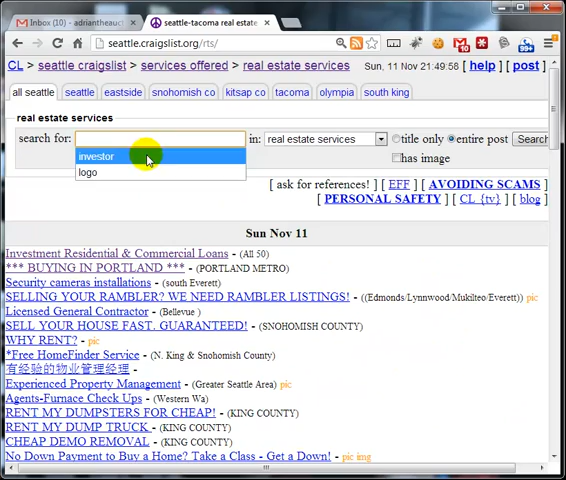 Inbox (10) - adriantheauct ×
seattle-tacoma real estate ×
seattle.craigslist.org/rts/
10
99+
CL > seattle craigslist > services offered > real estate services
Sun, 11 Nov 21:49:58 [ help ] [ post ]
all seattle seattle eastside snohomish co kitsap co tacoma olympia south king
real estate services
search for: in: real estate services title only entire post Search
investor
has image
logo
[ ask for references! ] [ EFF ] [ AVOIDING SCAMS
[ PERSONAL SAFETY ] [ CL {tv} ] [ blog
Sun Nov 11
Investment Residential & Commercial Loans - (All 50)
*** BUYING IN PORTLAND *** - (PORTLAND METRO)
Security cameras installations - (south Everett)
SELLING YOUR RAMBLER? WE NEED RAMBLER LISTINGS! - ((Edmonds/Lynnwood/Mukilteo/Everett)) pic
Licensed General Contractor - (Bellevue )
SELL YOUR HOUSE FAST. GUARANTEED! - (SNOHOMISH COUNTY)
WHY RENT? - pic
*Free HomeFinder Service - (N. King & Snohomish County)
有经验的物业管理经理 -
Experienced Property Management - (Greater Seattle Area) pic
Agents-Furnace Check Ups - (Western Wa)
RENT MY DUMPSTERS FOR CHEAP! - (KING COUNTY)
RENT MY DUMP TRUCK - (KING COUNTY)
CHEAP DEMO REMOVAL - (KING COUNTY)
No Down Payment to Buy a Home? Take a Class - Get a Down! - pic img